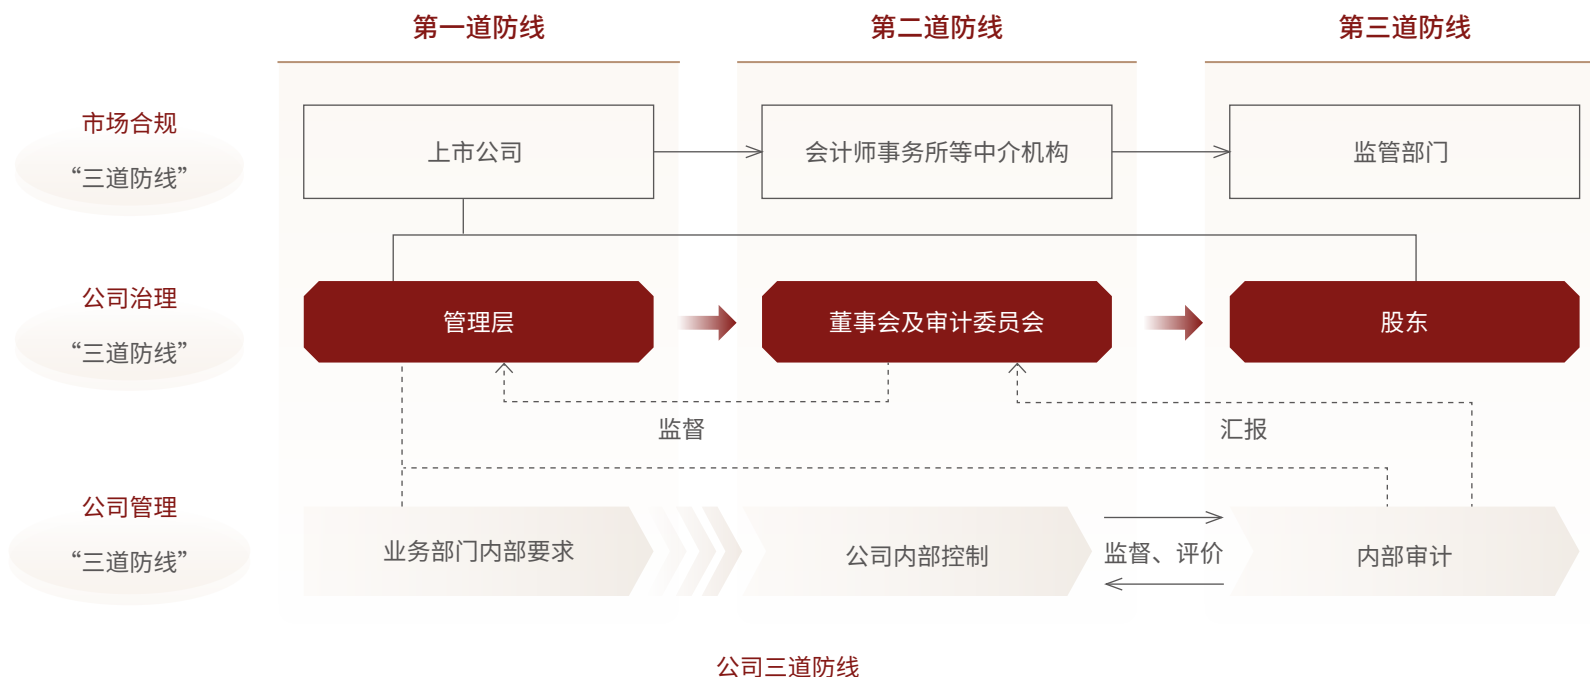 第一道防线
第二道防线
第三道防线
市场合规
“三道防线”
上市公司
会计师事务所等中介机构
监管部门
公司治理
“三道防线”
管理层
董事会及审计委员会
股东
监督
汇报
公司管理
“三道防线”
业务部门内部要求
公司内部控制
监督、评价
内部审计
公司三道防线